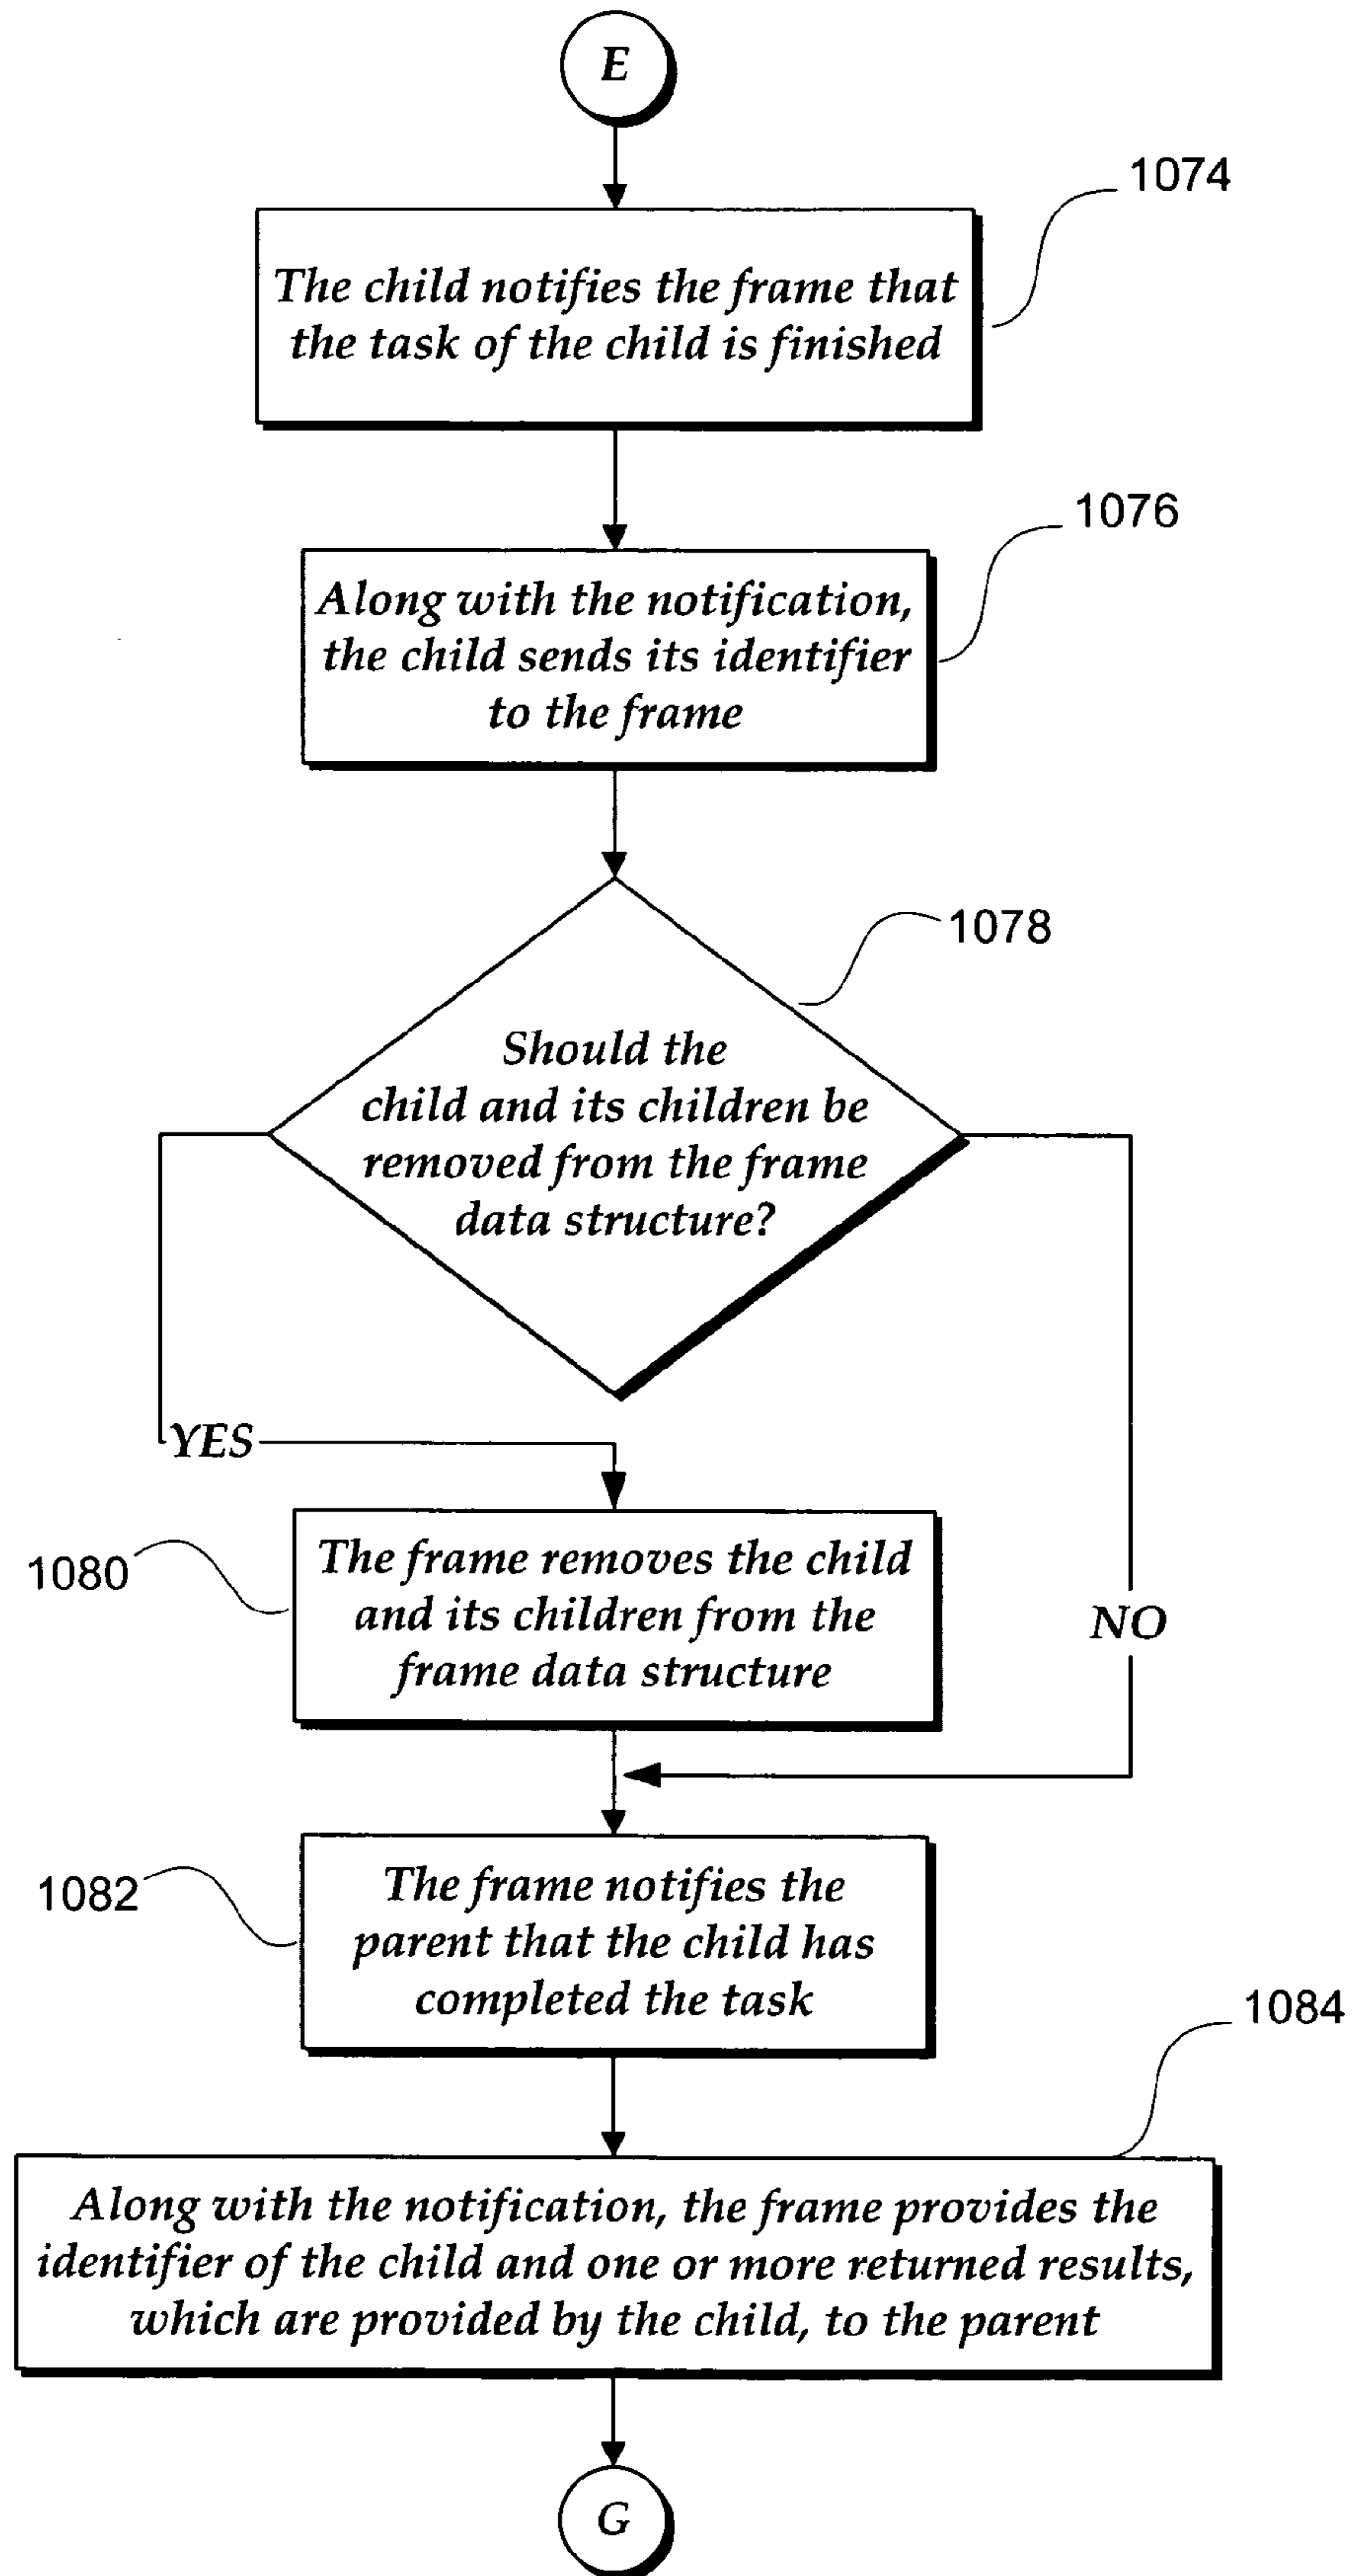 E
1074
The child notifies the frame that
the task of the child is finished
1076
Along with the notification,
the child sends its identifier
to the frame
1078
Should the
child and its children be
removed from the frame
data structure?
YES
1080
The frame removes the child
and its children from the
frame data structure
NO
1082
The frame notifies the
parent that the child has
completed the task
1084
Along with the notification, the frame provides the
identifier of the child and one or more returned results,
which are provided by the child, to the parent
G